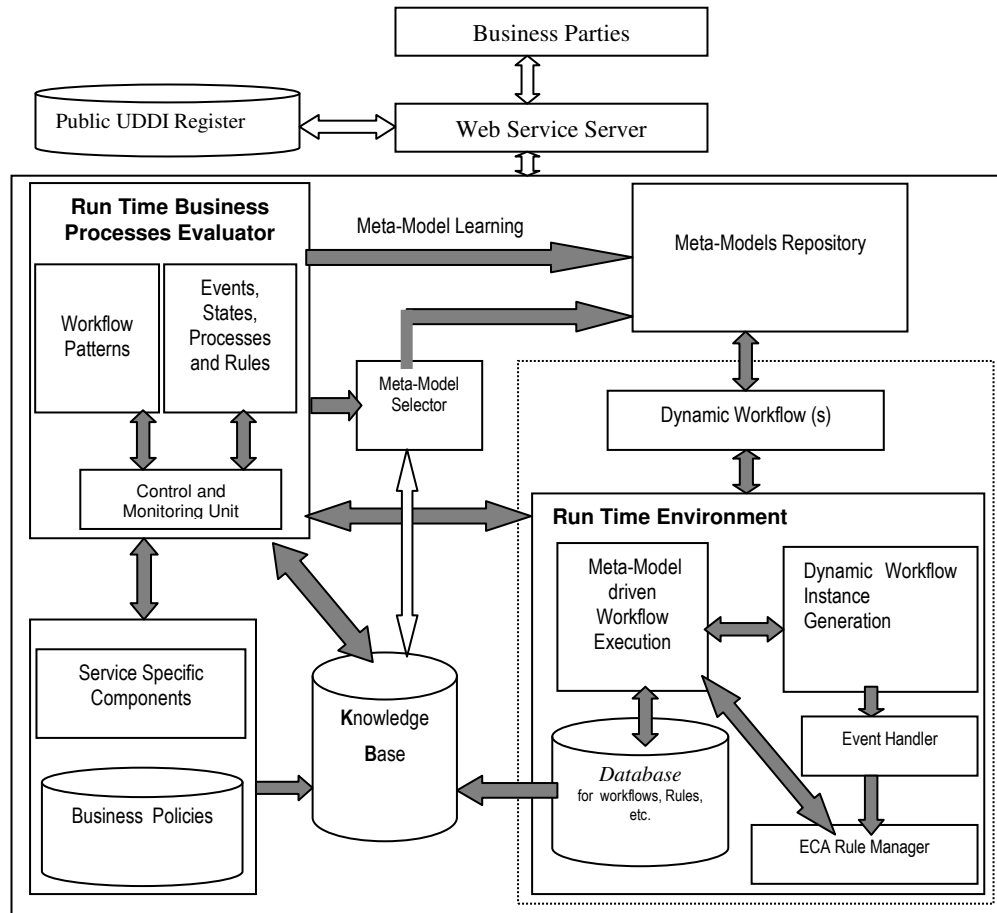 Business Parties
Public UDDI Register
Web Service Server
Run Time Business
Processes Evaluator
Meta-Model Learning
Meta-Models Repository
Workflow
Patterns
Events,
States,
Processes
and Rules
Meta-Model
Selector
Dynamic Workflow (s)
Control and
Monitoring Unit
Run Time Environment
Meta-Model
driven
Workflow
Execution
Dynamic Workflow
Instance
Generation
Service Specific
Components
Knowledge
Base
Event Handler
Database
for workflows, Rules,
etc.
Business Policies
ECA Rule Manager